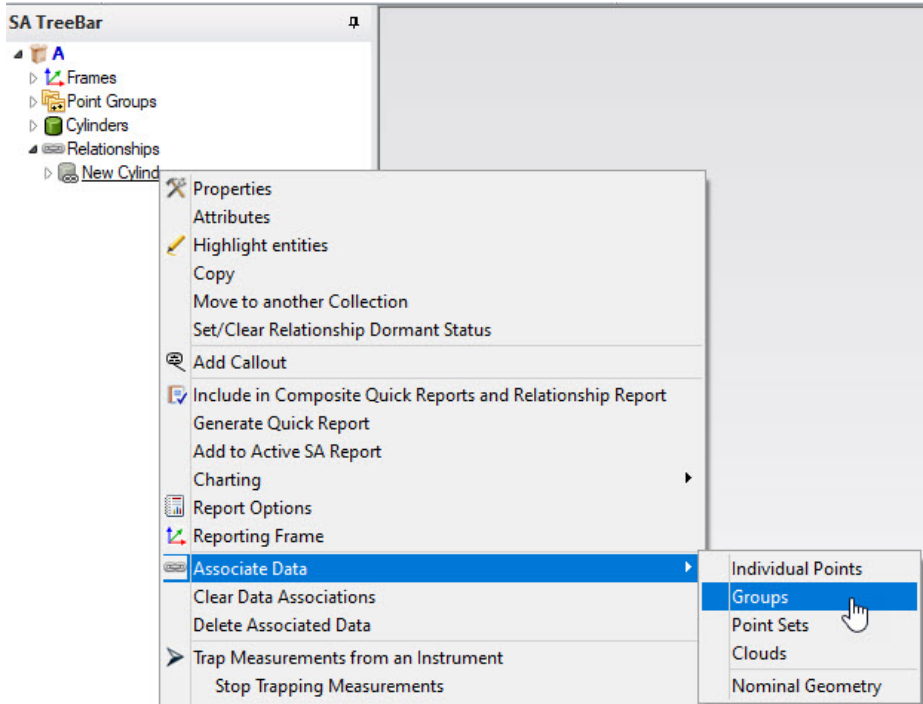 SA TreeBar
A
Frames
Point Groups
Cylinders
Relationships
New Cylind
Properties
Attributes
Highlight entities
Copy
Move to another Collection
Set/Clear Relationship Dormant Status
Add Callout
Include in Composite Quick Reports and Relationship Report
Generate Quick Report
Add to Active SA Report
Charting
Report Options
Reporting Frame
Associate Data
Clear Data Associations
Delete Associated Data
Trap Measurements from an Instrument
Stop Trapping Measurements
Individual Points
Groups
Point Sets
Clouds
Nominal Geometry